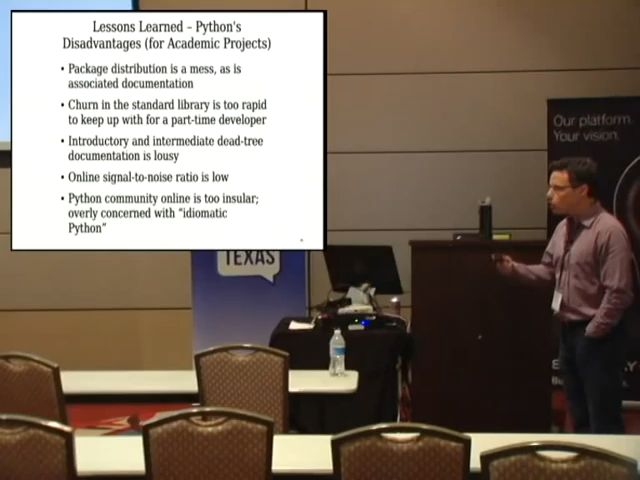 Lessons Learned – Python's
Disadvantages (for Academic Projects)
• Package distribution is a mess, as is
associated documentation
• Churn in the standard library is too rapid
to keep up with for a part-time developer
• Introductory and intermediate dead-tree
documentation is lousy
• Online signal-to-noise ratio is low
• Python community online is too insular;
overly concerned with "idiomatic
Python"
TEXAS
Our platform.
Your vision.